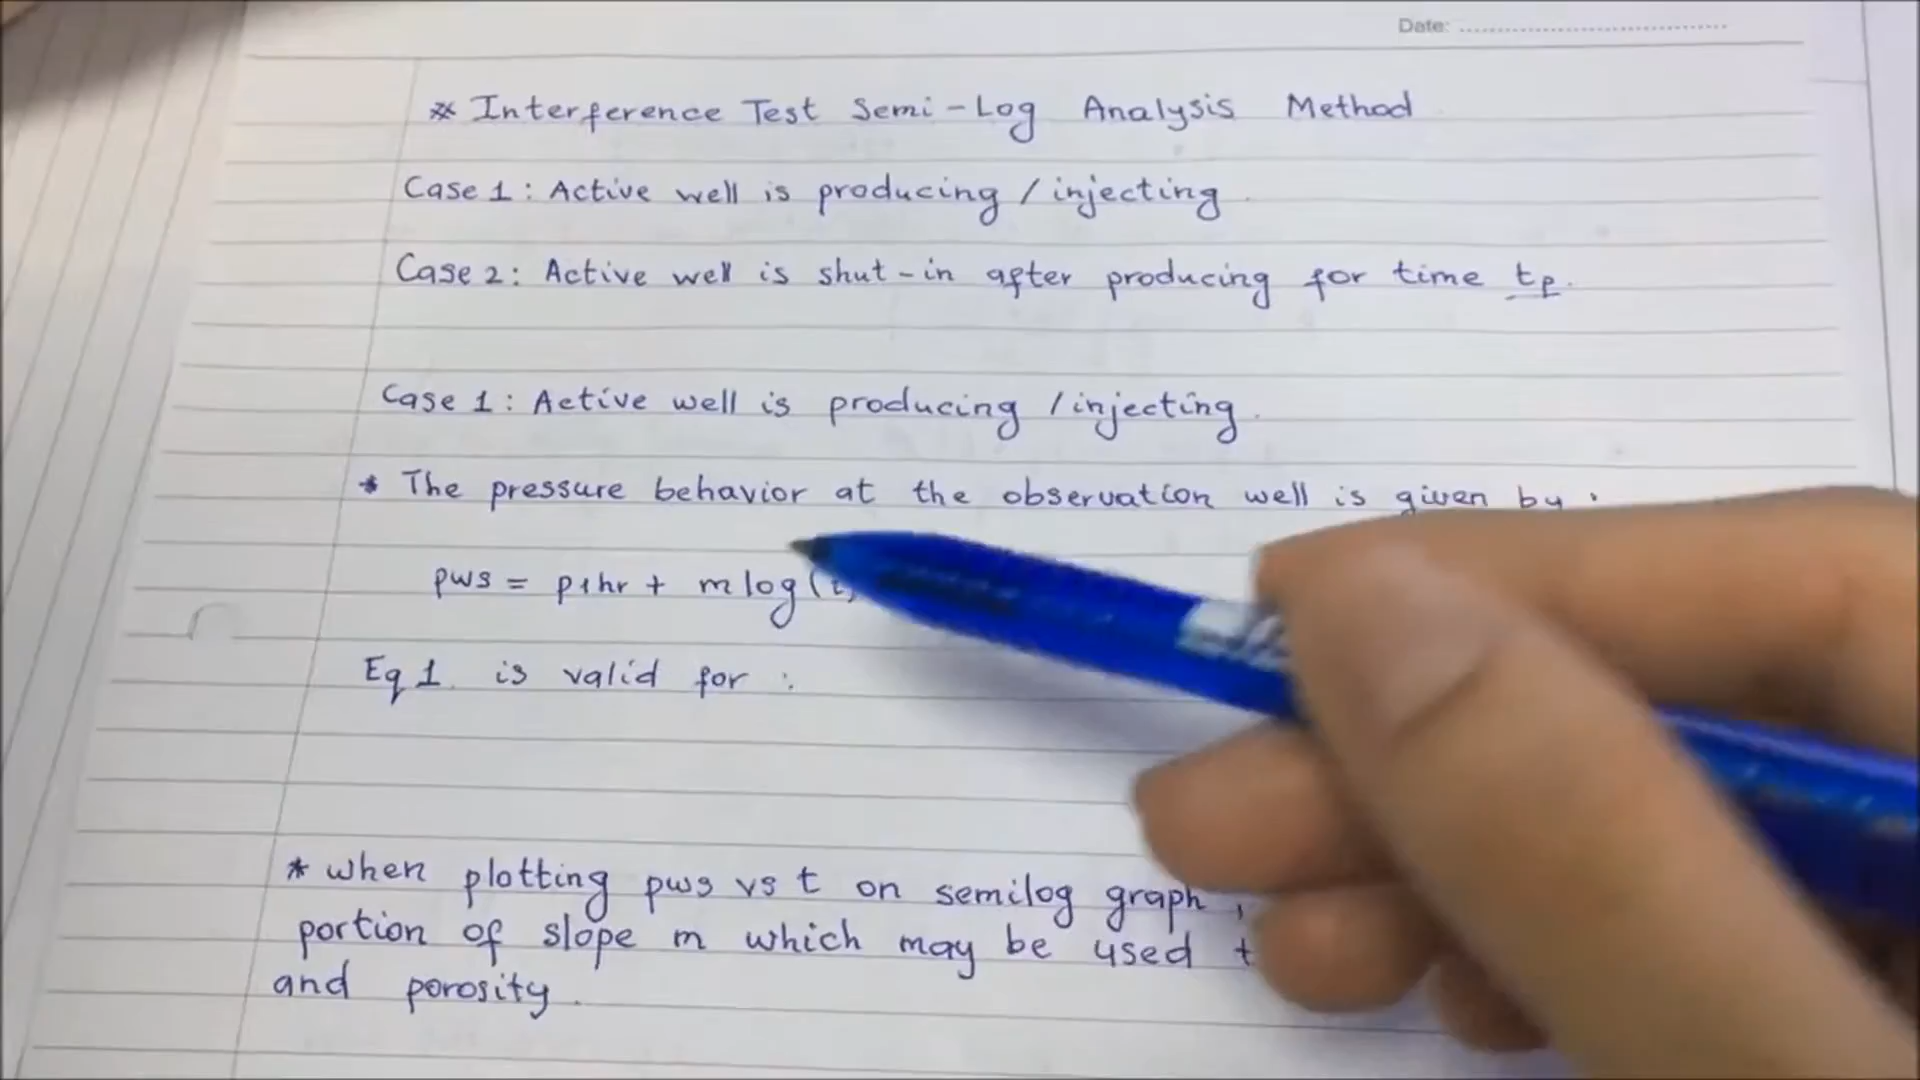 Date:
* Interference Test Semi-Log Analysis Method
Case 1: Active well is producing / injecting
Case 2: Active well is shut-in after producing for time tp.
Case 1: Active well is producing / injecting.
* The pressure behavior at the observation well is given by:
pws = p1hr + m log(
Eq 1 is valid for :
* when plotting pws vs t on semilog graph,
portion of slope m which may be used
and porosity.